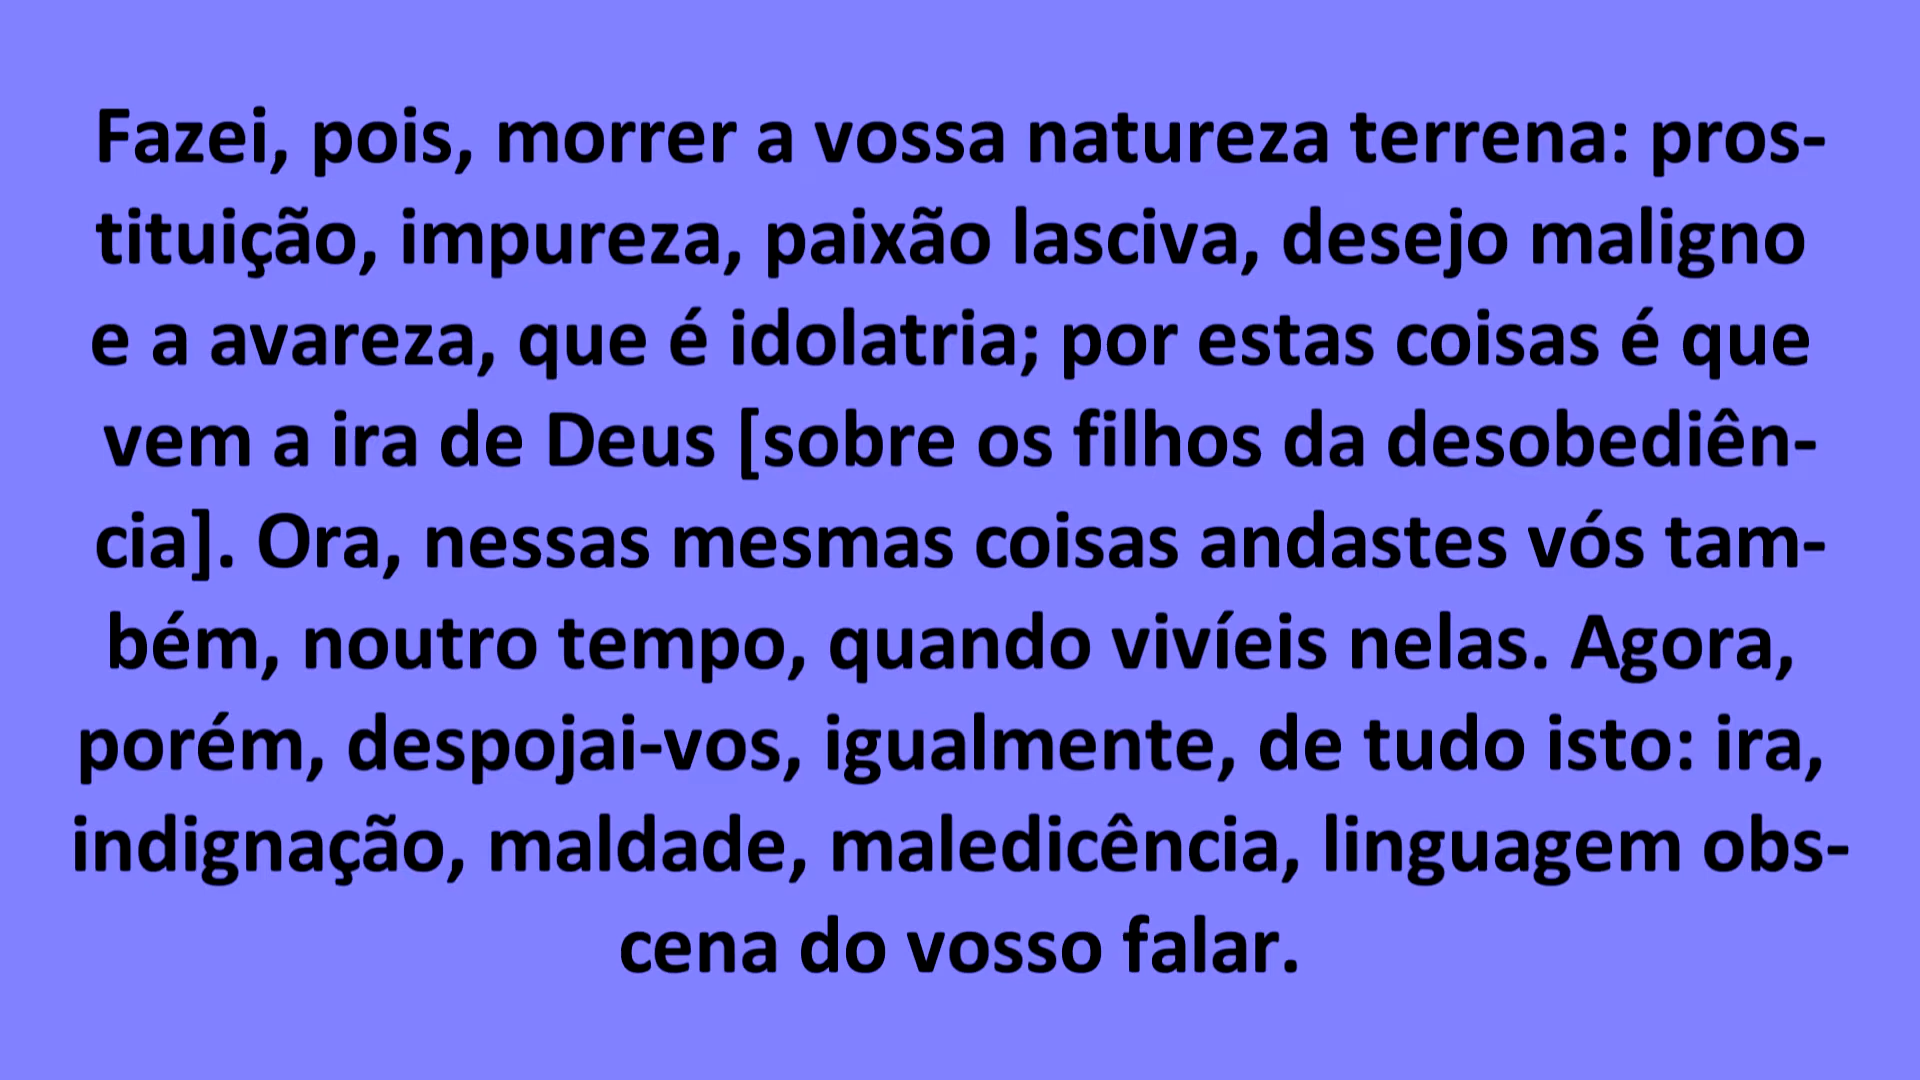 Fazei, pois, morrer a vossa natureza terrena: pros-
tituição, impureza, paixão lasciva, desejo maligno
e a avareza, que é idolatria; por estas coisas é que
vem a ira de Deus [sobre os filhos da desobediên-
cia]. Ora, nessas mesmas coisas andastes vós tam-
bém, noutro tempo, quando vivíeis nelas. Agora,
porém, despojai-vos, igualmente, de tudo isto: ira,
indignação, maldade, maledicência, linguagem obs-
cena do vosso falar.